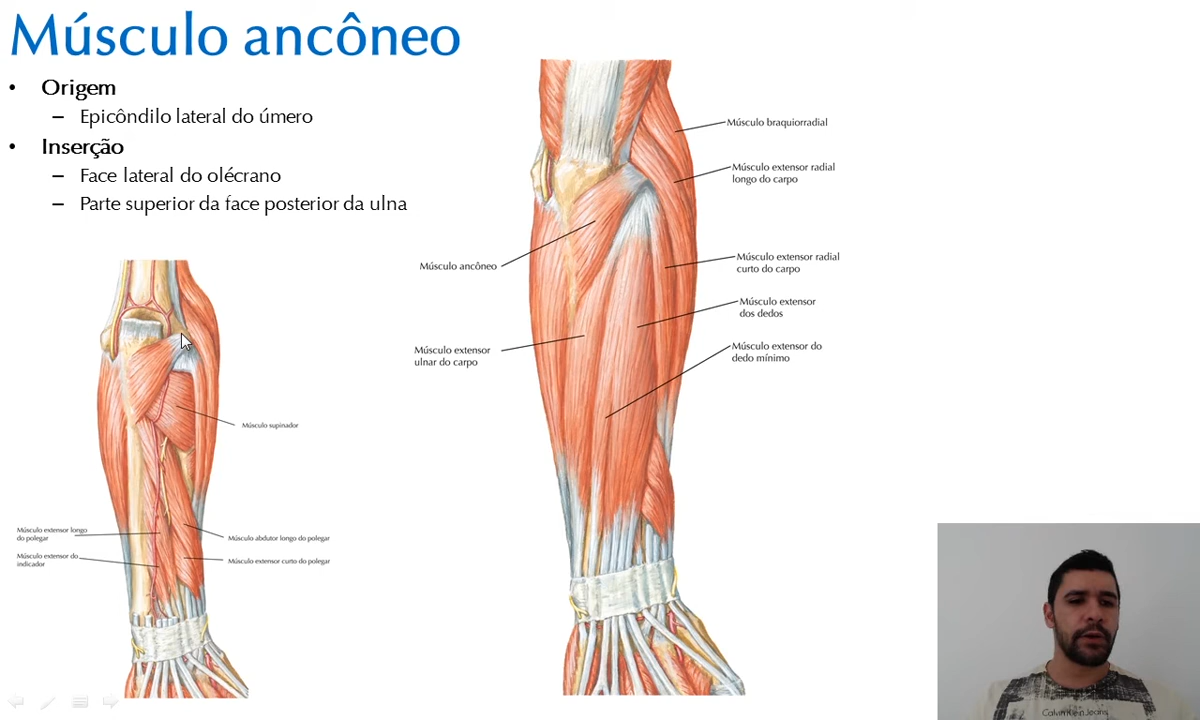 Músculo ancôneo
• Origem
– Epicôndilo lateral do úmero
• Inserção
– Face lateral do olécrano
– Parte superior da face posterior da ulna
Músculo braquiorradial
Músculo extensor radial
longo do carpo
Músculo ancôneo
Músculo extensor radial
curto do carpo
Músculo extensor
dos dedos
Músculo extensor
ulnar do carpo
Músculo extensor do
dedo mínimo
Músculo supinador
Músculo extensor longo
do polegar
Músculo abdutor longo do polegar
Músculo extensor do
indicador
Músculo extensor curto do polegar
Calvin Klein Jeans